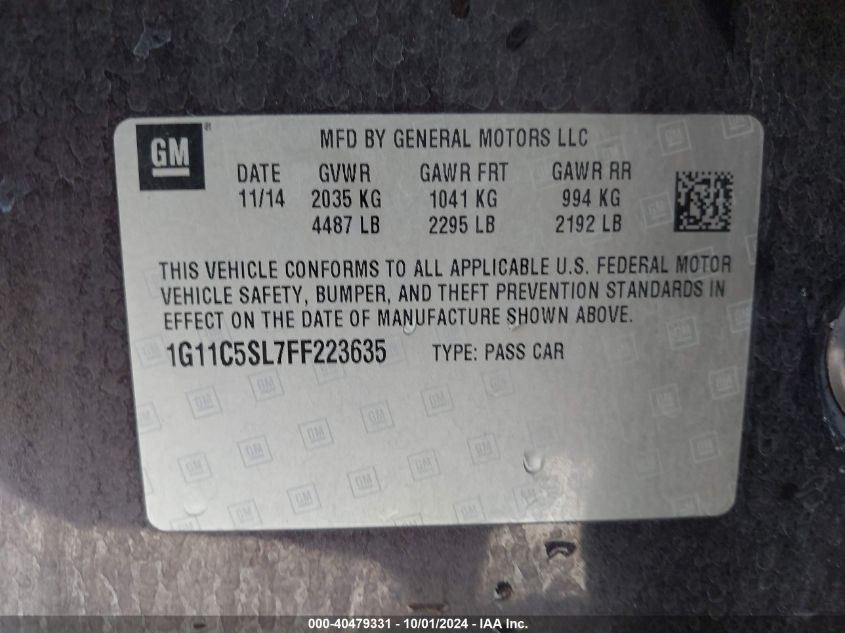 GM
MFD BY GENERAL MOTORS LLC
DATE GVWR GAWR FRT GAWR RR
11/14 2035 KG 1041 KG 994 KG
4487 LB 2295 LB 2192 LB
THIS VEHICLE CONFORMS TO ALL APPLICABLE U.S. FEDERAL MOTOR
VEHICLE SAFETY, BUMPER, AND THEFT PREVENTION STANDARDS IN
EFFECT ON THE DATE OF MANUFACTURE SHOWN ABOVE.
1G11C5SL7FF223635 TYPE: PASS CAR
000-40479331 - 10/01/2024 - IAA Inc.